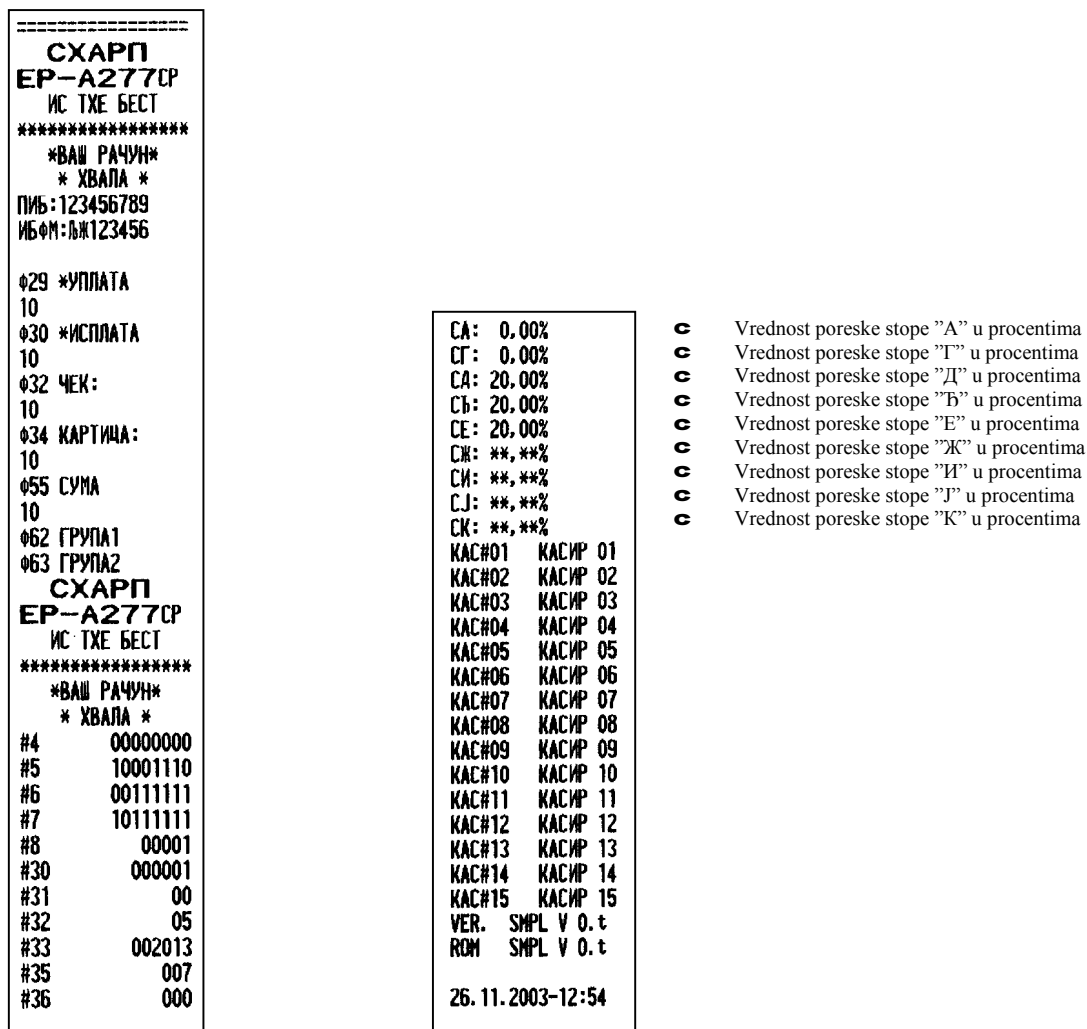 ================
СХАРП
ЕР-А277СР
ИС ТХЕ БЕСТ
*****************
*ВАШ РАЧУН*
* ХВАЛА *
ПИБ:123456789
ИБФМ:ЉЖ123456
Ф29 *УПЛАТА
10
Ф30 *ИСПЛАТА
10
Ф32 ЧЕК:
10
Ф34 КАРТИЦА:
10
Ф55 СУМА
10
Ф62 ГРУПА1
Ф63 ГРУПА2
СХАРП
ЕР-А277СР
ИС ТХЕ БЕСТ
*****************
*ВАШ РАЧУН*
* ХВАЛА *
#4 00000000
#5 10001110
#6 00111111
#7 10111111
#8 00001
#30 000001
#31 00
#32 05
#33 002013
#35 007
#36 000
СА: 0,00% c Vrednost poreske stope ”А” u procentima
СГ: 0,00% c Vrednost poreske stope ”Г” u procentima
СД: 20,00% c Vrednost poreske stope ”Д” u procentima
СЂ: 20,00% c Vrednost poreske stope ”Ђ” u procentima
СЕ: 20,00% c Vrednost poreske stope ”Е” u procentima
СЖ: **,**% c Vrednost poreske stope ”Ж” u procentima
СИ: **,**% c Vrednost poreske stope ”И” u procentima
СЈ: **,**% c Vrednost poreske stope ”Ј” u procentima
СК: **,**% c Vrednost poreske stope ”К” u procentima
КАС#01 КАСИР 01
КАС#02 КАСИР 02
КАС#03 КАСИР 03
КАС#04 КАСИР 04
КАС#05 КАСИР 05
КАС#06 КАСИР 06
КАС#07 КАСИР 07
КАС#08 КАСИР 08
КАС#09 КАСИР 09
КАС#10 КАСИР 10
КАС#11 КАСИР 11
КАС#12 КАСИР 12
КАС#13 КАСИР 13
КАС#14 КАСИР 14
КАС#15 КАСИР 15
VER. SMPL V 0.t
ROM SMPL V 0.t
26.11.2003-12:54